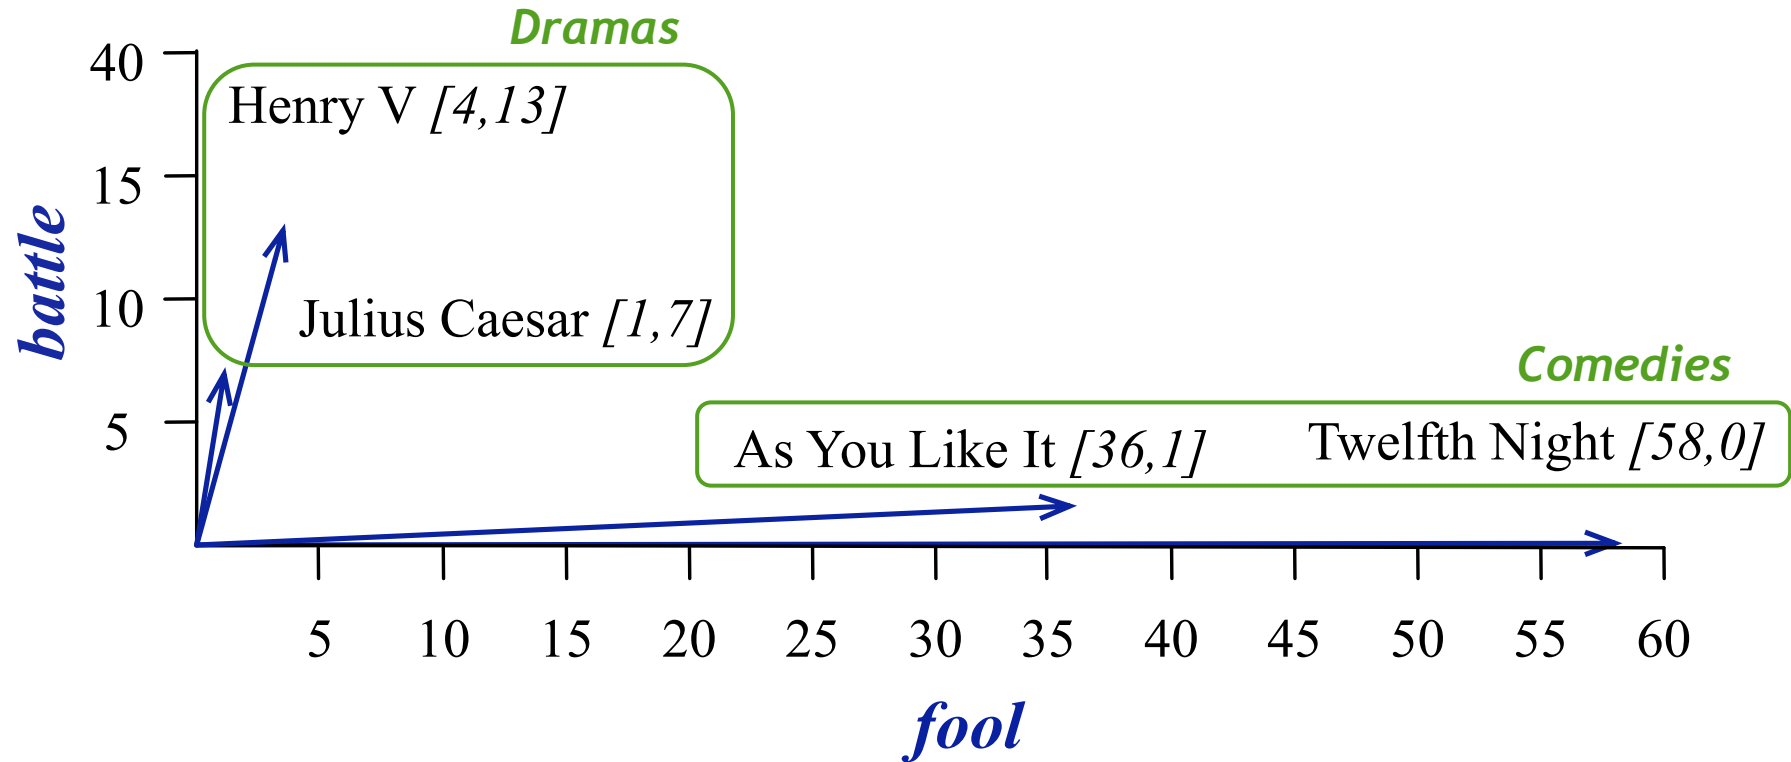 Dramas
40
Henry V [4,13]
15
battle
10
Julius Caesar [1,7]
Comedies
5
As You Like It [36,1] Twelfth Night [58,0]
5 10 15 20 25 30 35 40 45 50 55 60
fool